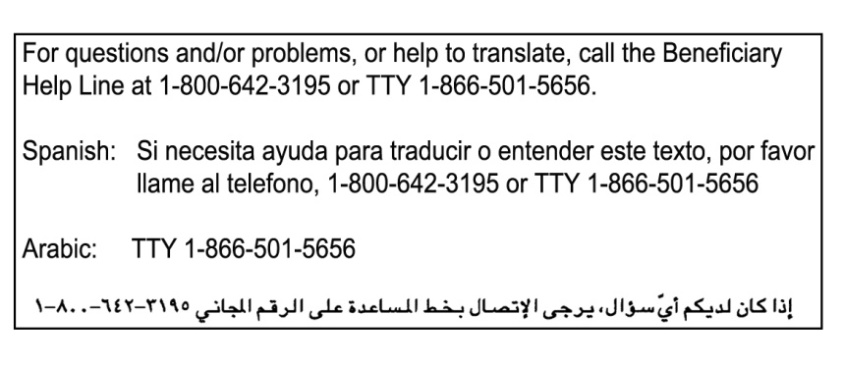 For questions and/or problems, or help to translate, call the Beneficiary
Help Line at 1-800-642-3195 or TTY 1-866-501-5656.
Spanish: Si necesita ayuda para traducir o entender este texto, por favor
llame al telefono, 1-800-642-3195 or TTY 1-866-501-5656
Arabic: TTY 1-866-501-5656
إذا كان لديكم أيّ سؤال، يرجى الإتصال بخط المساعدة على الرقم المجاني ٣١٩٥-٦٤٢-٨٠٠-١